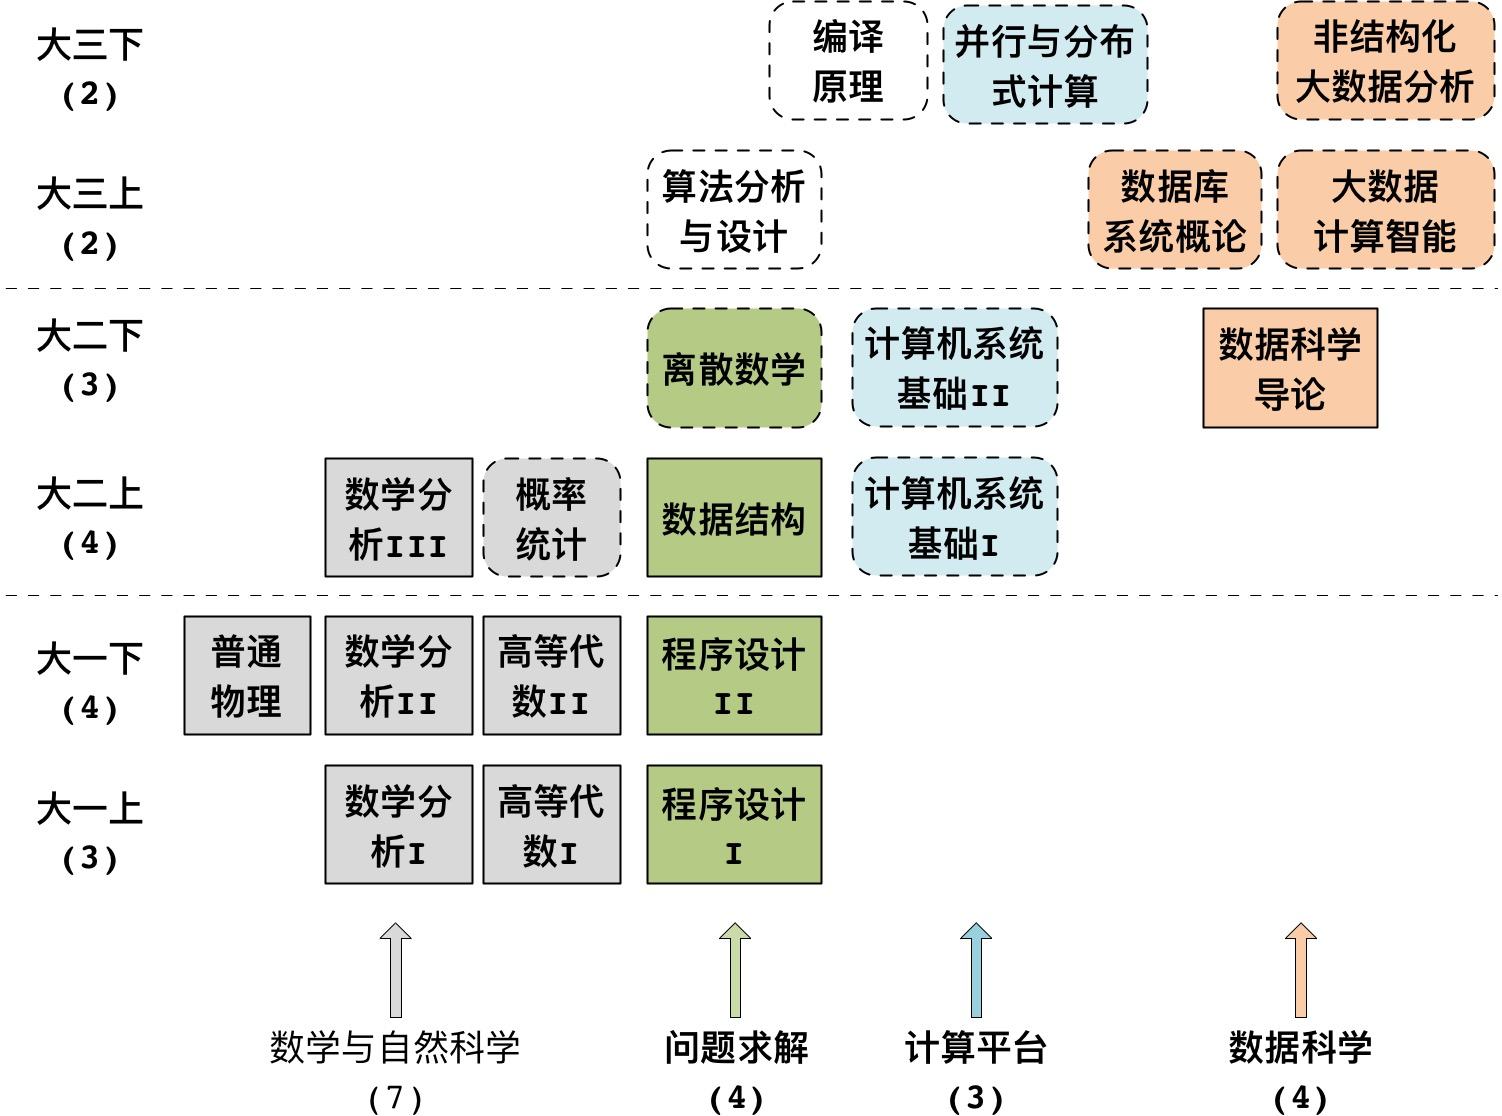 大三下
(2)
编译
原理
并行与分布
式计算
非结构化
大数据分析
大三上
(2)
算法分析
与设计
数据库
系统概论
大数据
计算智能
大二下
(3)
离散数学
计算机系统
基础II
数据科学
导论
大二上
(4)
数学分
析III
概率
统计
数据结构
计算机系统
基础I
大一下
(4)
普通
物理
数学分
析II
高等代
数II
程序设计
II
大一上
(3)
数学分
析I
高等代
数I
程序设计
I
数学与自然科学
(7)
问题求解
(4)
计算平台
(3)
数据科学
(4)